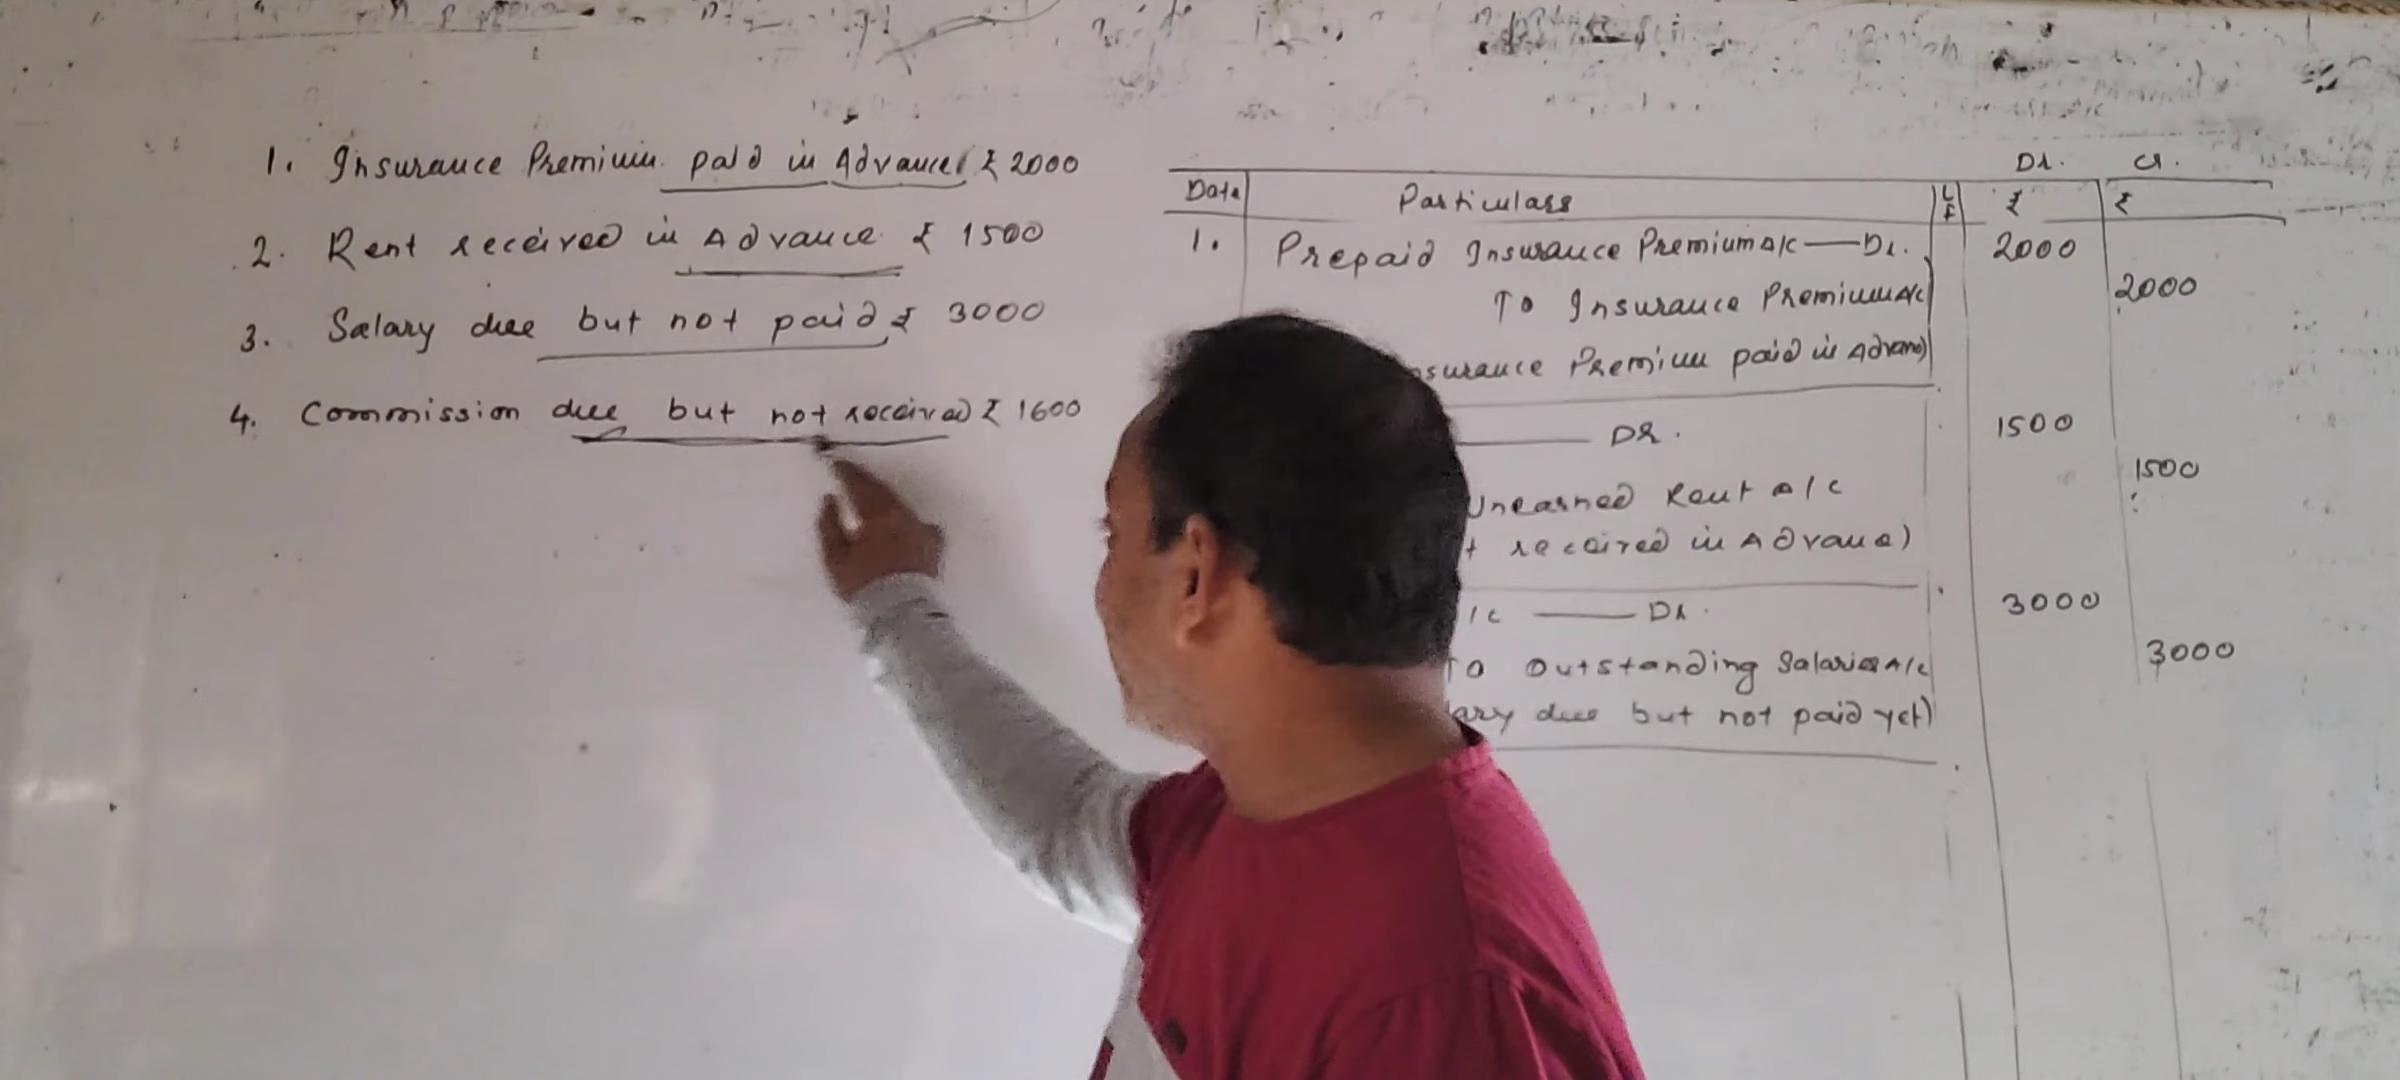 1. Insurance Premium paid in Advance ₹ 2000
2. Rent received in Advance ₹ 1500
3. Salary due but not paid ₹ 3000
4. Commission due but not received ₹ 1600
Dr. Cr.
Date Particulars LF ₹ ₹
1. Prepaid Insurance Premium A/c — Dr. 2000
To Insurance Premium A/c 2000
surance Premium paid in Advance)
Dr. 1500
1500
Unearned Rent A/c
t received in Advance)
/c — Dr. 3000
To Outstanding Salaries A/c 3000
ary due but not paid yet)